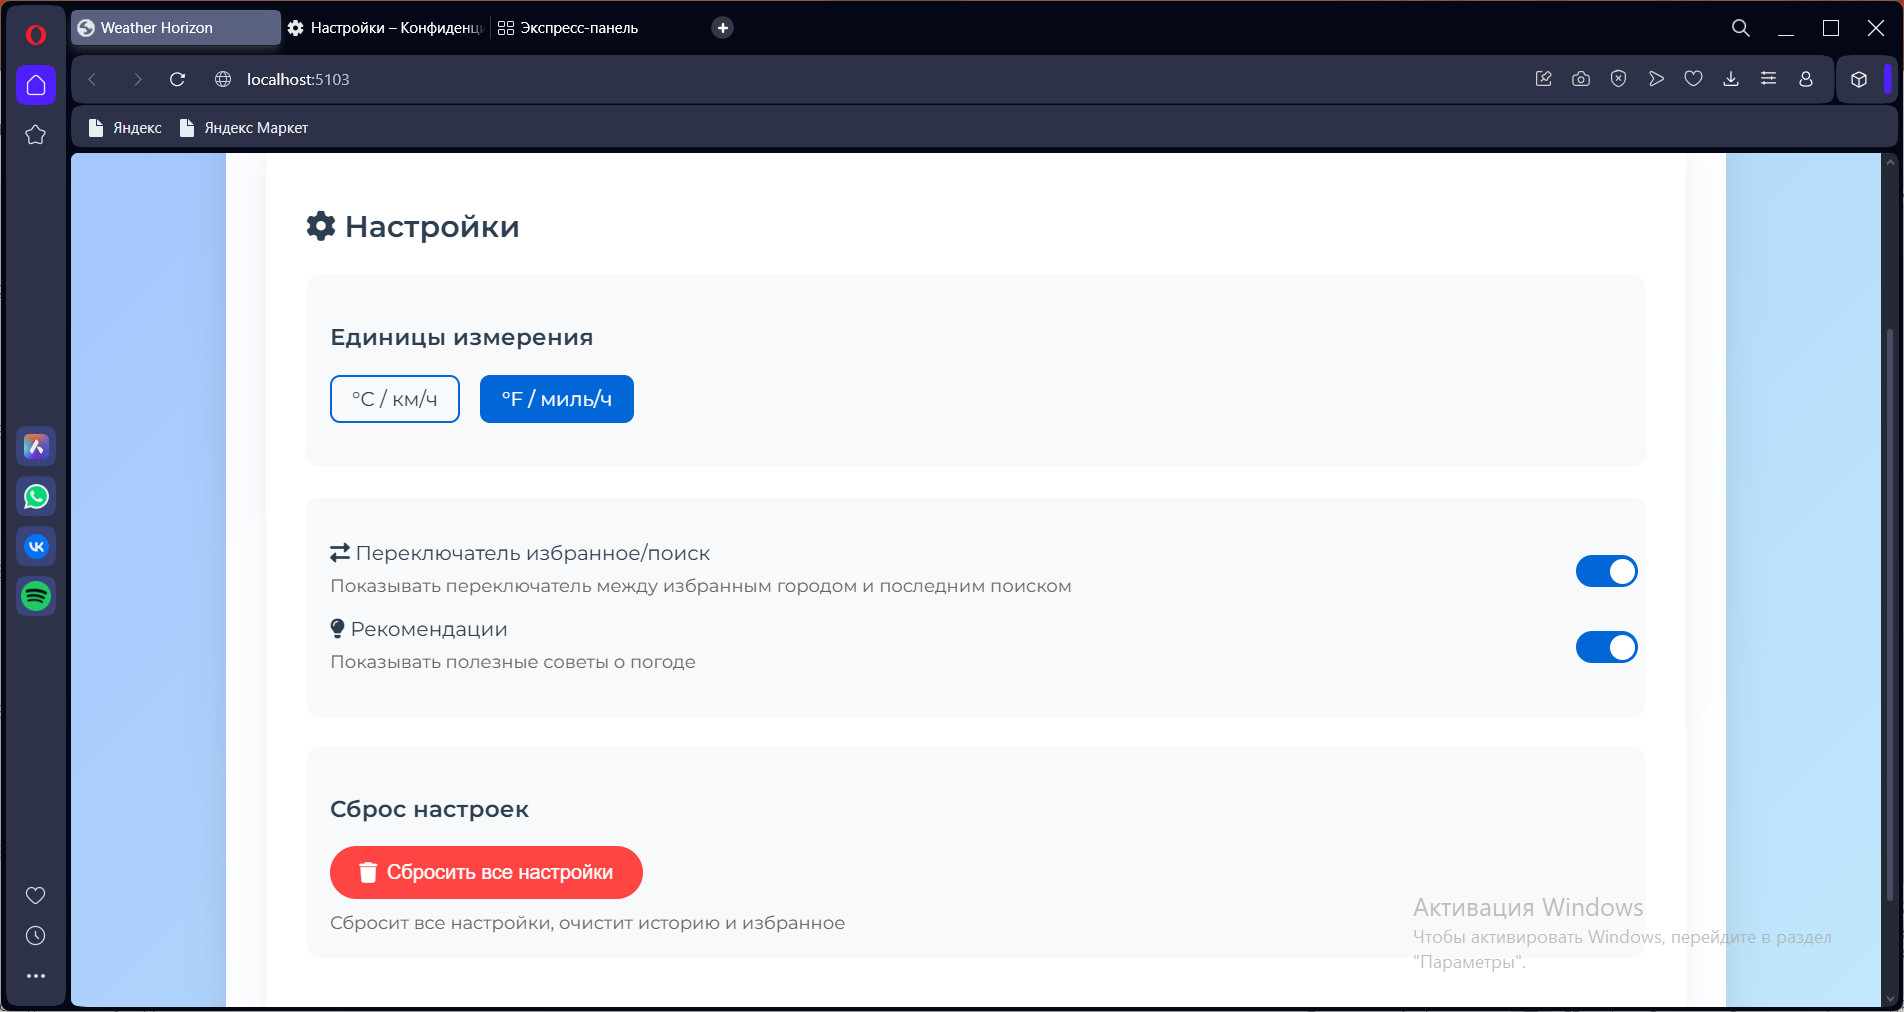 Weather Horizon
Настройки – Конфиденц
Экспресс-панель
localhost:5103
Яндекс
Яндекс Маркет
Настройки
Единицы измерения
°C / км/ч
°F / миль/ч
Переключатель избранное/поиск
Показывать переключатель между избранным городом и последним поиском
Рекомендации
Показывать полезные советы о погоде
Сброс настроек
Сбросить все настройки
Сбросит все настройки, очистит историю и избранное
Активация Windows
Чтобы активировать Windows, перейдите в раздел
"Параметры".